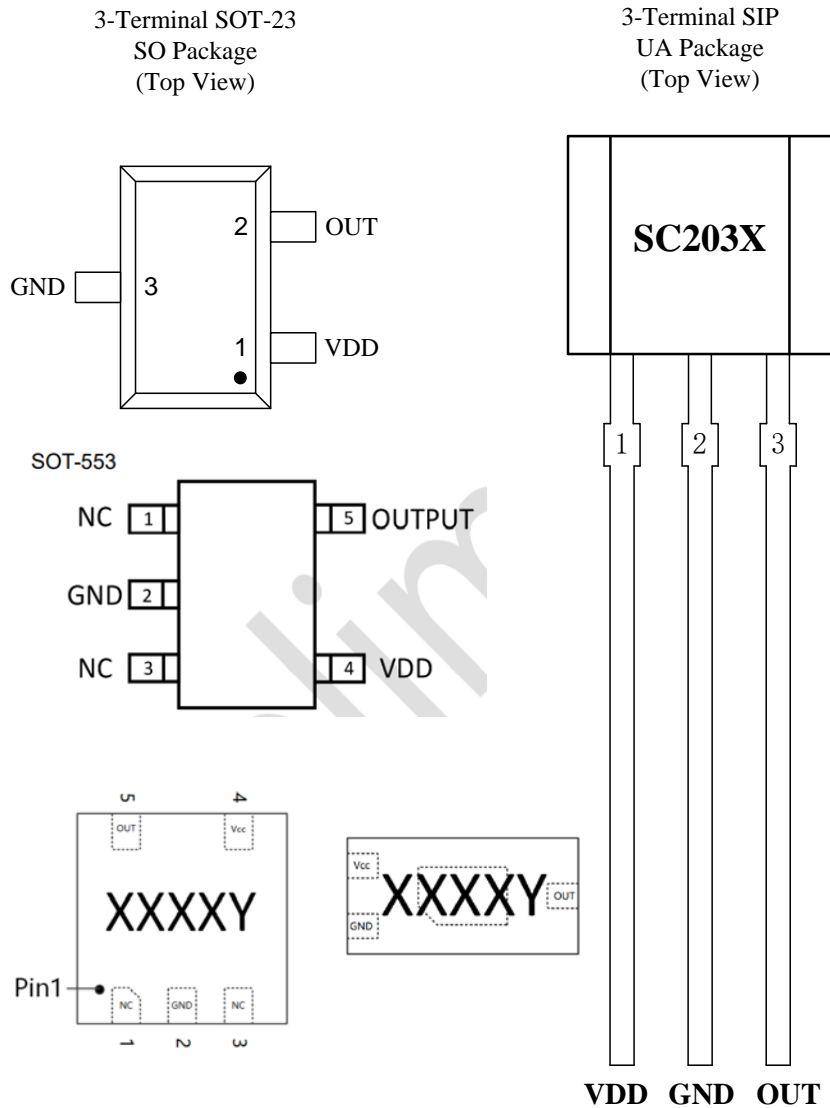 3-Terminal SOT-23
SO Package
(Top View)
3-Terminal SIP
UA Package
(Top View)
2 OUT
GND 3
1 VDD
SC203X
1 2 3
SOT-553
NC 1 5 OUTPUT
GND 2
NC 3 4 VDD
5 4
OUT Vcc
XXXXY
Pin1
NC GND NC
1 2 3
Vcc
XXXXY OUT
GND
VDD GND OUT